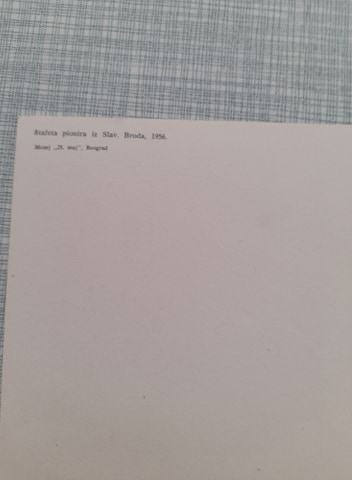 Štafeta pionira iz Slav. Broda, 1956.
Muzej „25. maj”, Beograd